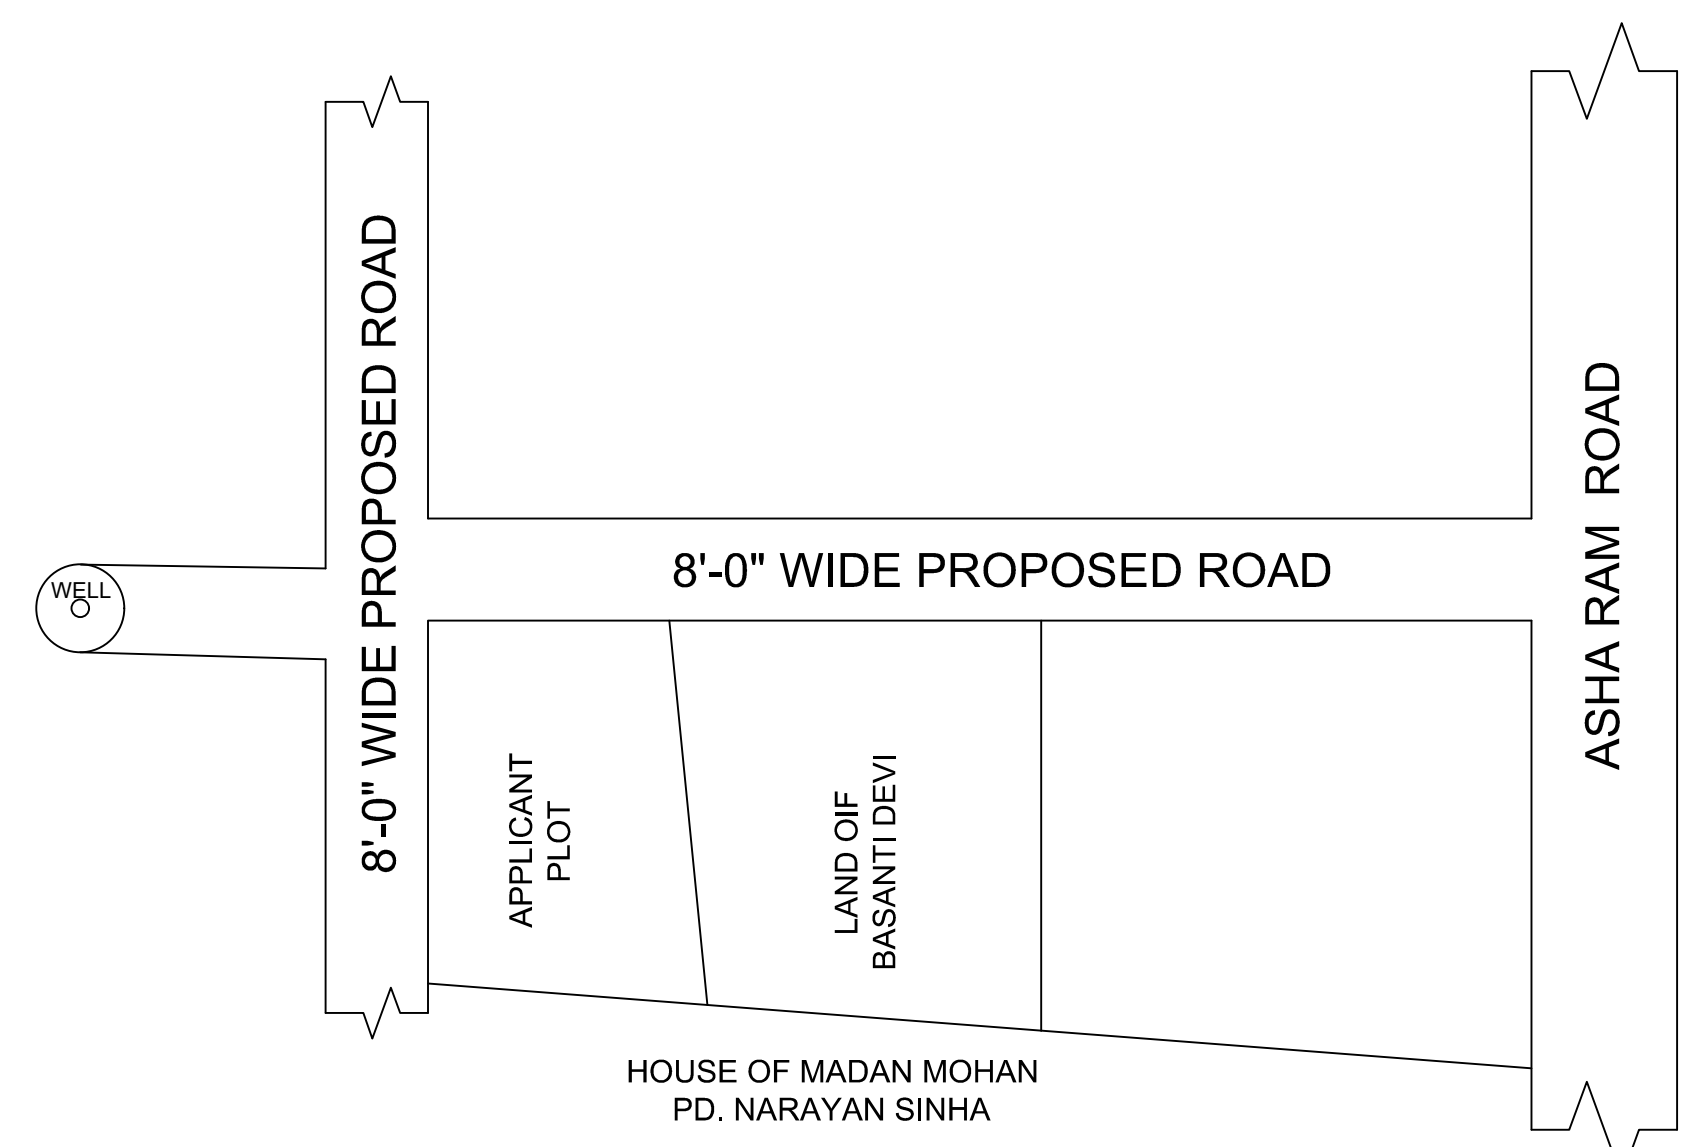 8'-0" WIDE PROPOSED ROAD
WELL
8'-0" WIDE PROPOSED ROAD
ASHA RAM ROAD
APPLICANT
PLOT
LAND OIF
BASANTI DEVI
HOUSE OF MADAN MOHAN
PD. NARAYAN SINHA